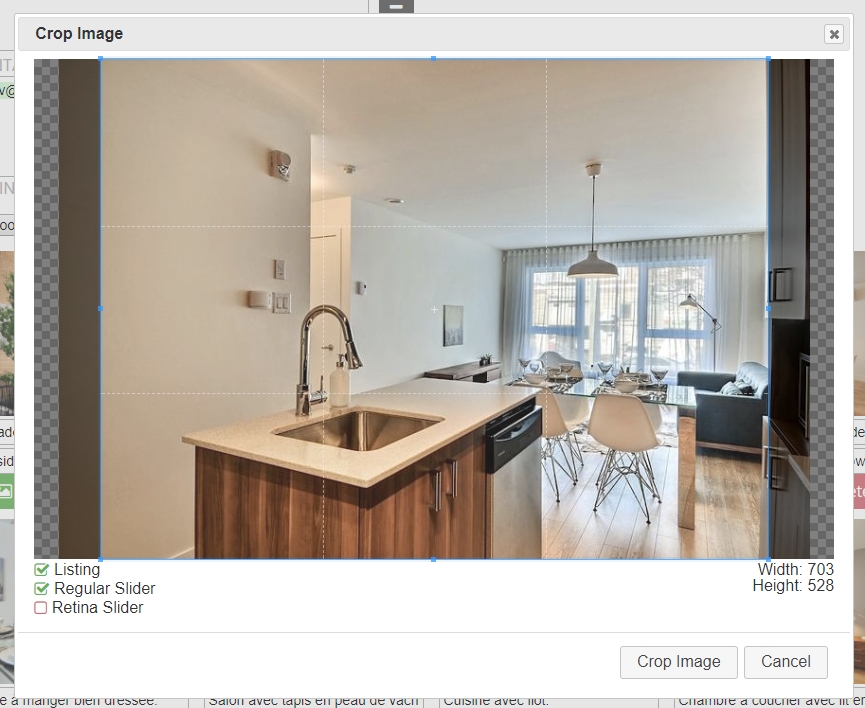 Crop Image
Listing
Regular Slider
Retina Slider
Width: 703
Height: 528
Crop Image
Cancel
e à manger bien dressée.
Salon avec tapis en peau de vach
Cuisine avec îlot.
Chambre à coucher avec lit en